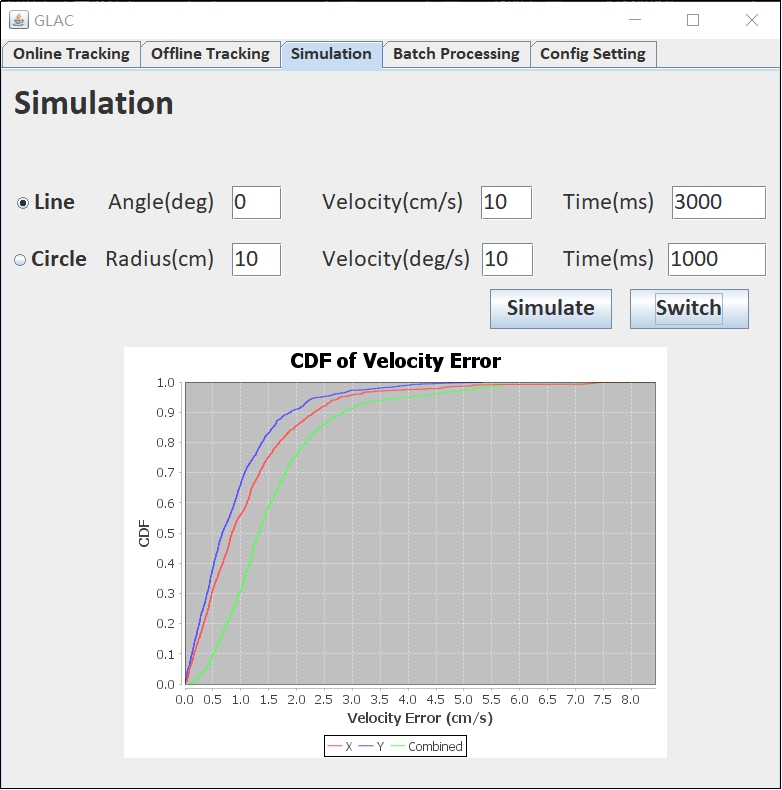 GLAC
Online Tracking Offline Tracking Simulation Batch Processing Config Setting
Simulation
Line Angle(deg) 0 Velocity(cm/s) 10 Time(ms) 3000
Circle Radius(cm) 10 Velocity(deg/s) 10 Time(ms) 1000
Simulate Switch
CDF of Velocity Error
1.0
0.9
0.8
0.7
0.6
0.5
0.4
0.3
0.2
0.1
0.0
CDF
0.0 0.5 1.0 1.5 2.0 2.5 3.0 3.5 4.0 4.5 5.0 5.5 6.0 6.5 7.0 7.5 8.0
Velocity Error (cm/s)
X Y Combined